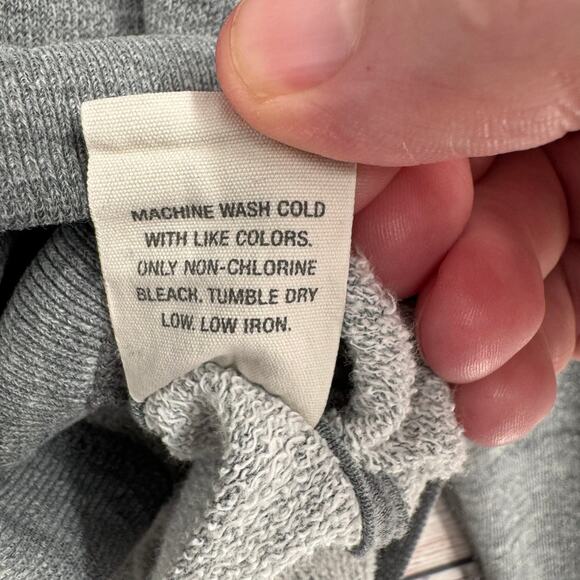 MACHINE WASH COLD
WITH LIKE COLORS.
ONLY NON-CHLORINE
BLEACH. TUMBLE DRY
LOW. LOW IRON.